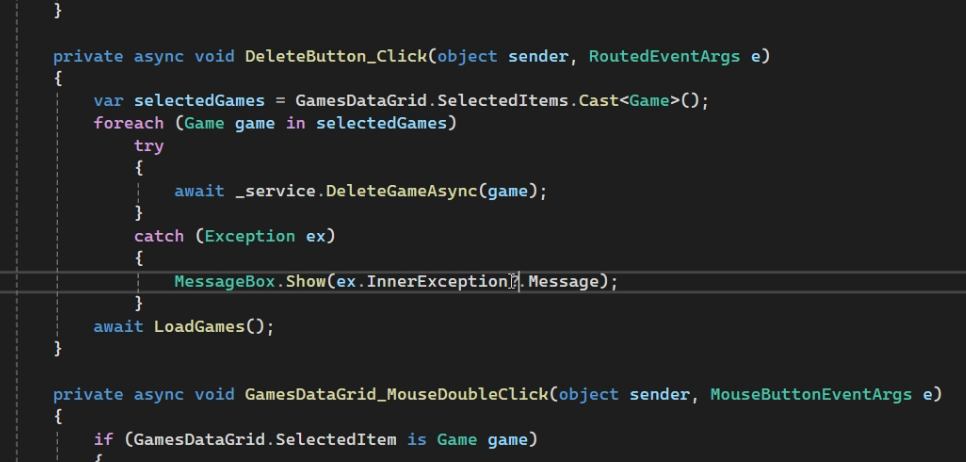 }
private async void DeleteButton_Click(object sender, RoutedEventArgs e)
{
var selectedGames = GamesDataGrid.SelectedItems.Cast<Game>();
foreach (Game game in selectedGames)
try
{
await _service.DeleteGameAsync(game);
}
catch (Exception ex)
{
MessageBox.Show(ex.InnerException?.Message);
}
await LoadGames();
}
private async void GamesDataGrid_MouseDoubleClick(object sender, MouseButtonEventArgs e)
{
if (GamesDataGrid.SelectedItem is Game game)
{